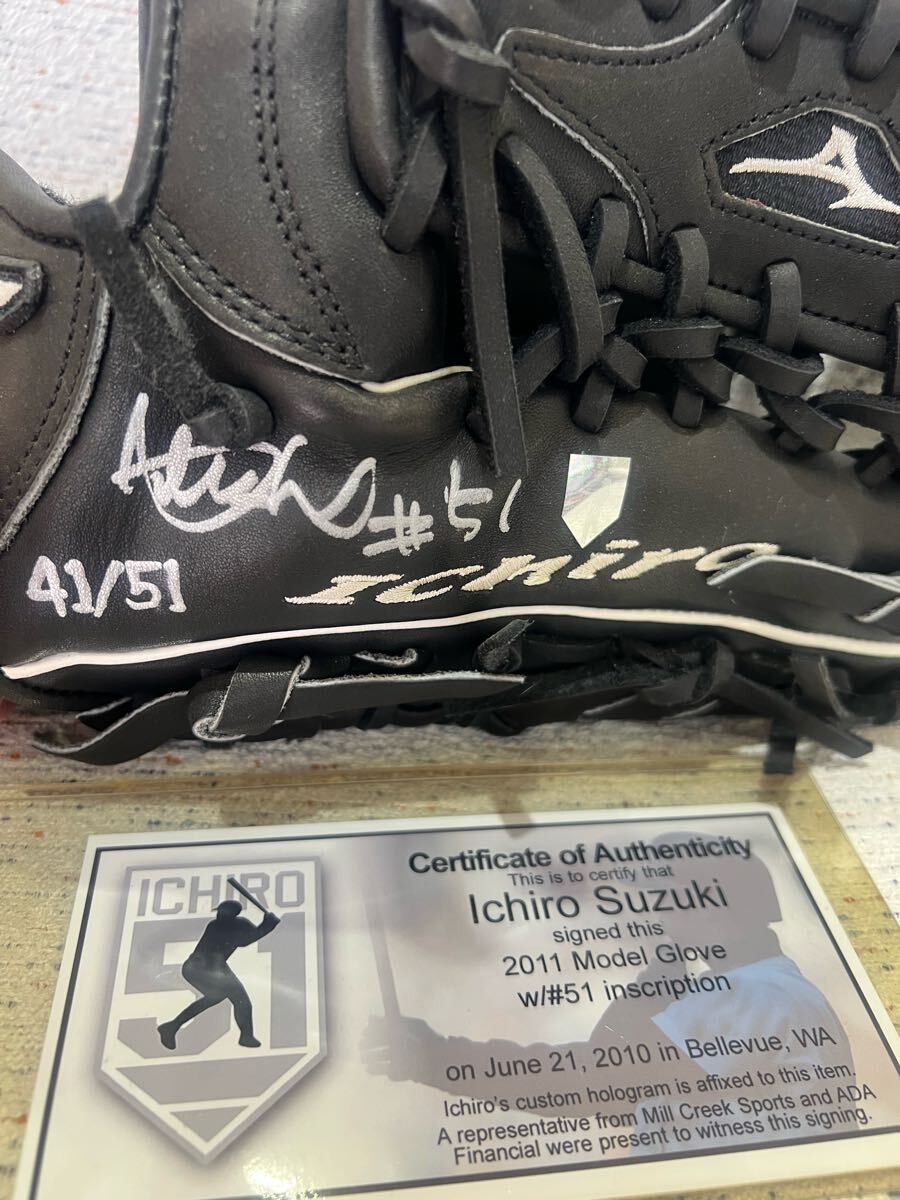 Ichiro #51
41/51
Ichiro
ICHIRO
51
Certificate of Authenticity
This is to certify that
Ichiro Suzuki
signed this
2011 Model Glove
w/#51 inscription
on June 21, 2010 in Bellevue, WA
Ichiro's custom hologram is affixed to this item.
A representative from Mill Creek Sports and ADA
Financial were present to witness this signing.